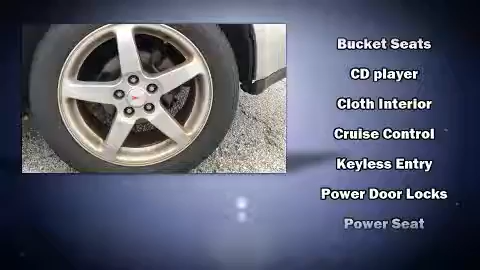 Bucket Seats
CD player
Cloth Interior
Cruise Control
Keyless Entry
Power Door Locks
Power Seat